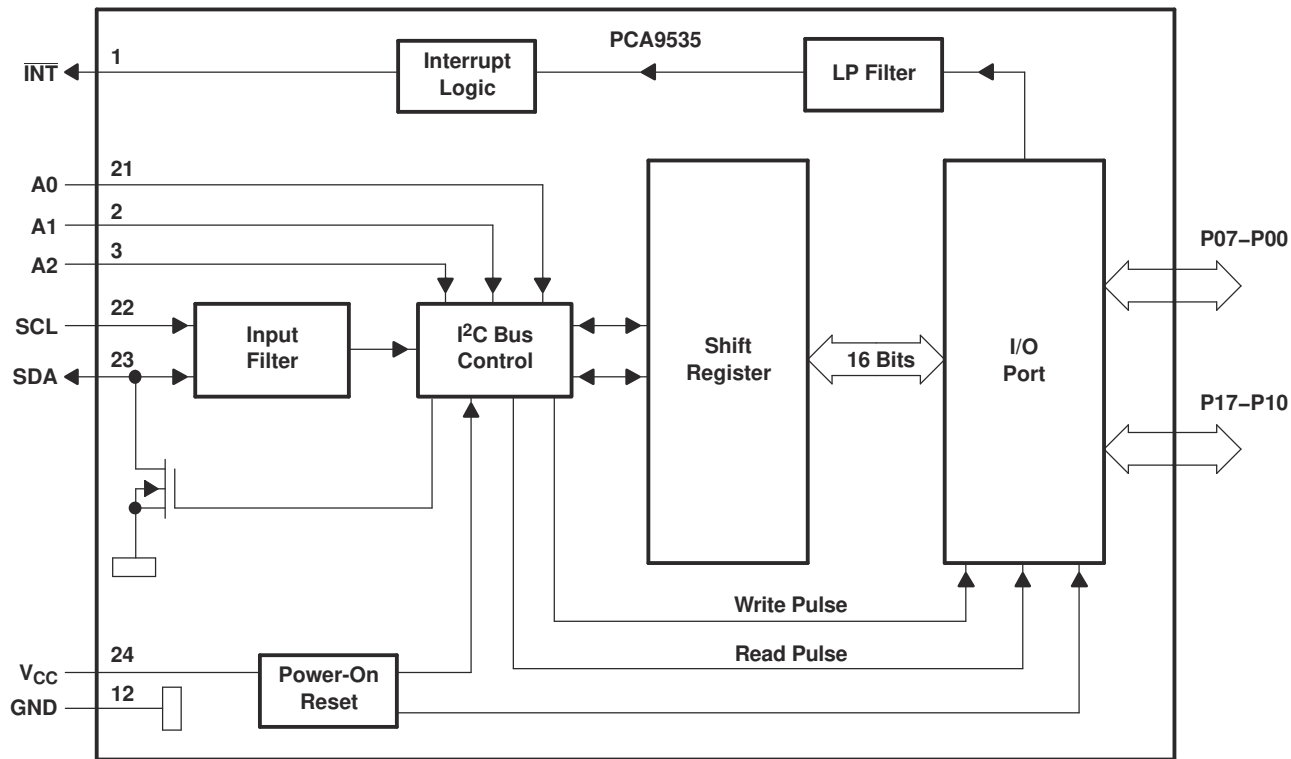 PCA9535
INT
1
Interrupt
Logic
LP Filter
A0
21
A1
2
A2
3
SCL
22
SDA
23
Input
Filter
I²C Bus
Control
Shift
Register
16 Bits
I/O
Port
P07–P00
P17–P10
Write Pulse
Read Pulse
VCC
24
GND
12
Power-On
Reset